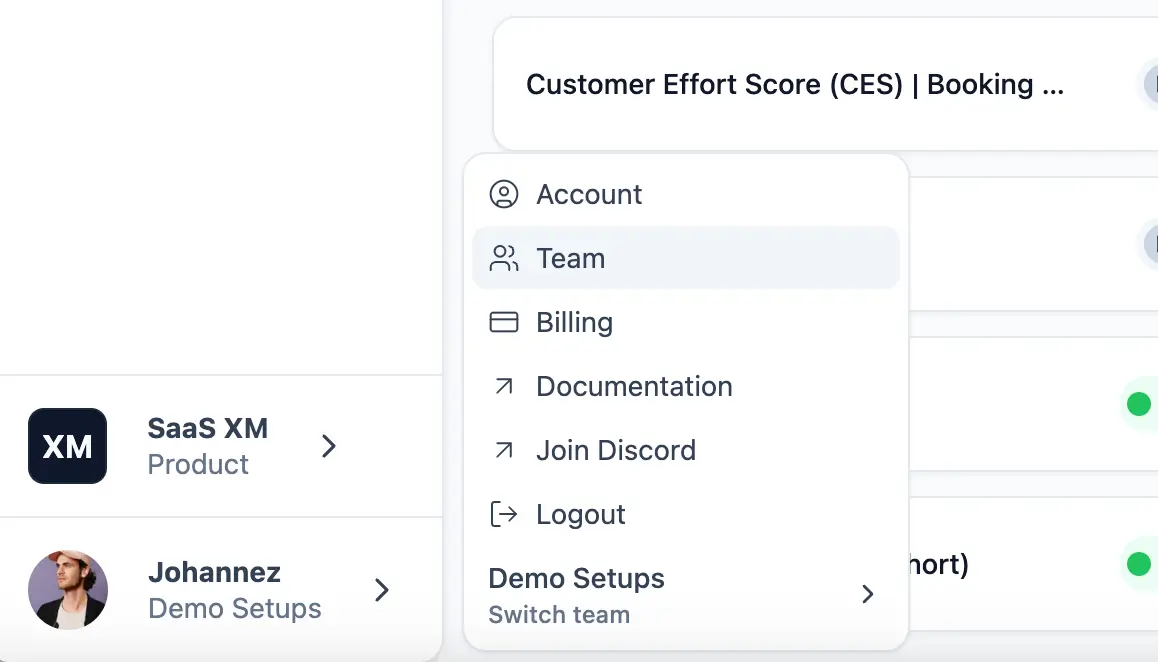 Customer Effort Score (CES) | Booking ...
Account
Team
Billing
Documentation
Join Discord
Logout
Demo Setups
Switch team
XM
SaaS XM
Product
Johannez
Demo Setups
hort)